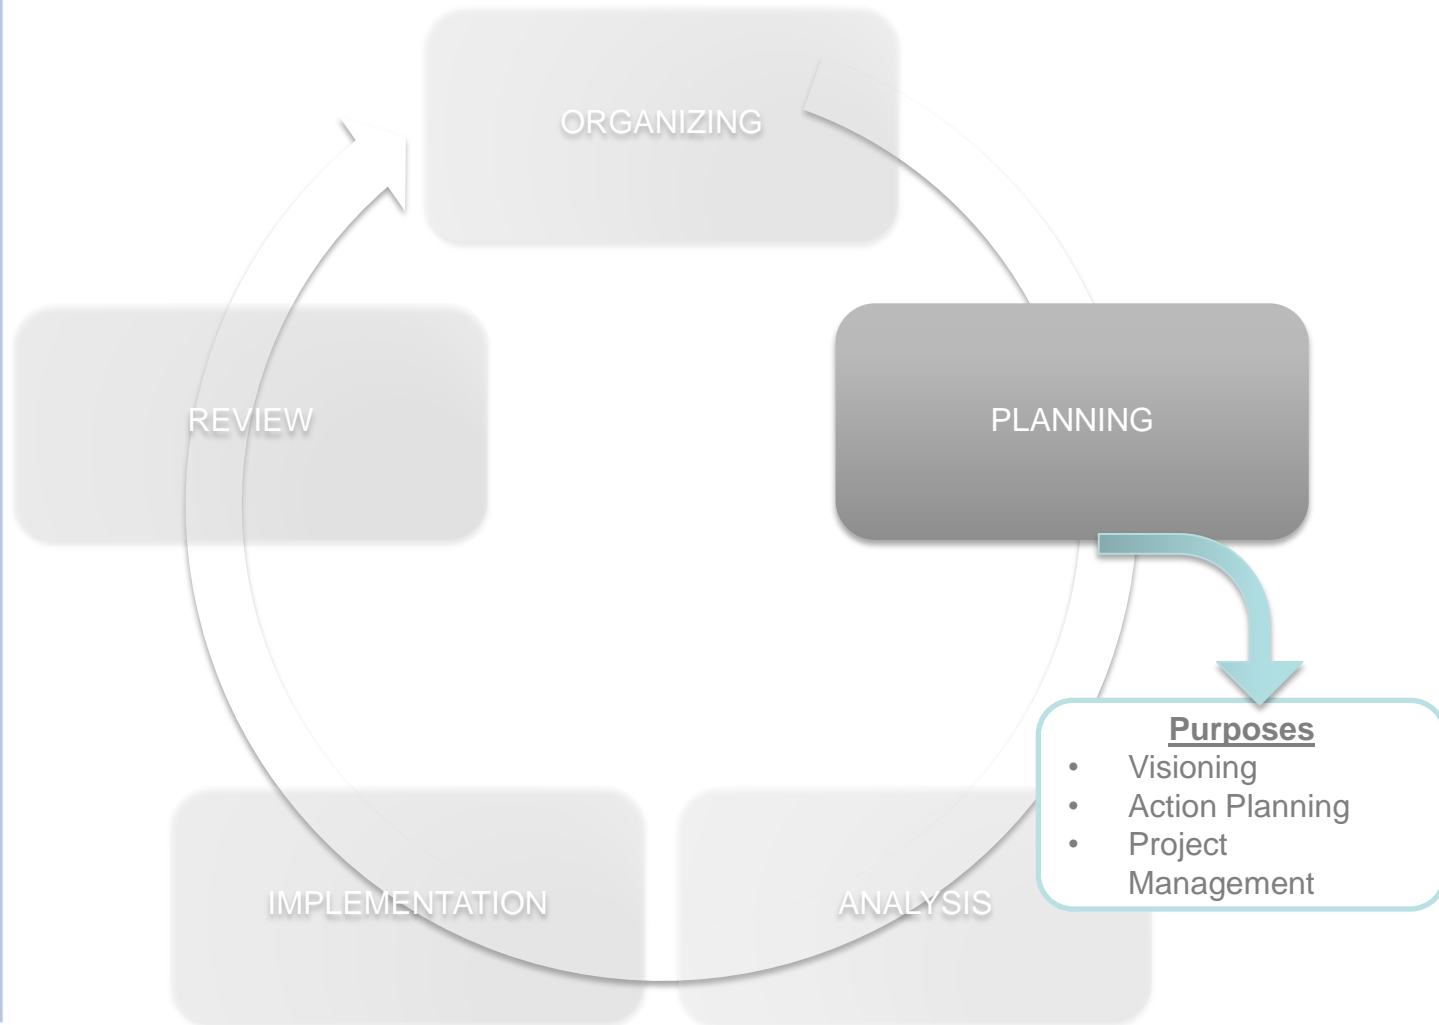 ORGANIZING
REVIEW
PLANNING
Purposes
• Visioning
• Action Planning
• Project
Management
IMPLEMENTATION
ANALYSIS